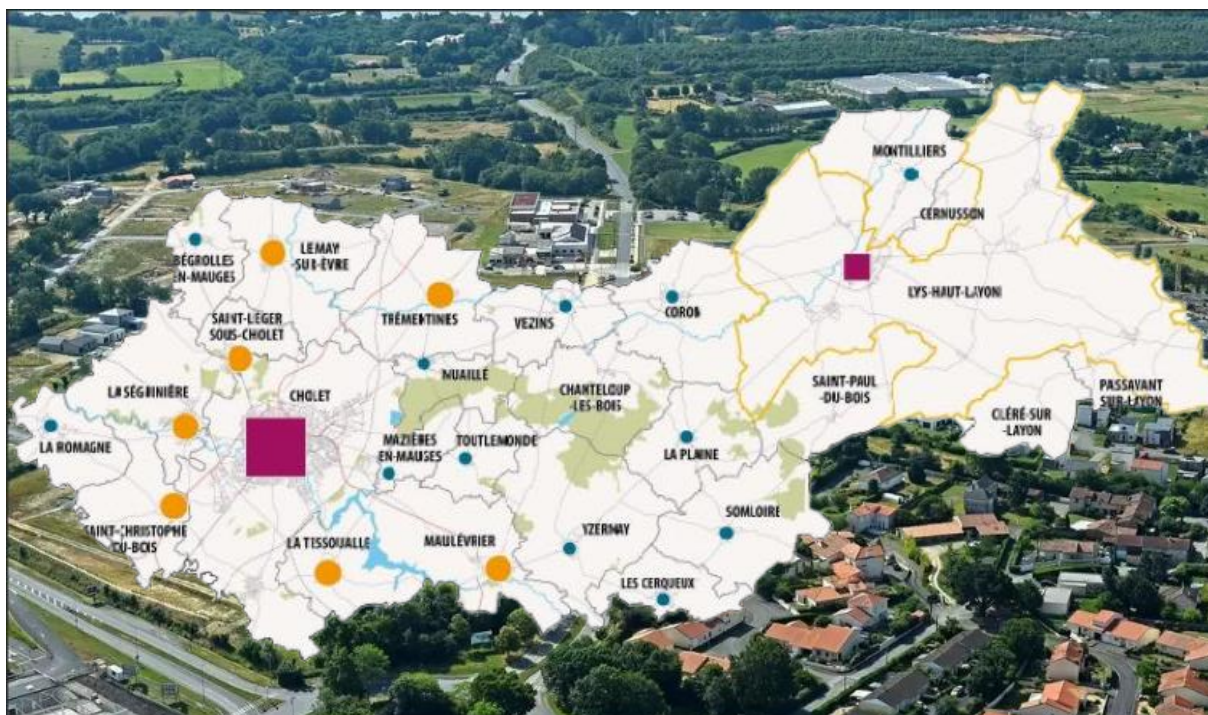 MONTILLIERS
CERNUSSON
BÉGROLLES
EN-MAUGES
LE MAY
-SUR-ÈVRE
LYS-HAUT-LAYON
SAINT-LÉGER
SOUS-CHOLET
TRÉMENTINES
VEZINS
CORON
NUAILLÉ
LA SÉGUINIÈRE
CHOLET
CHANTELOUP
-LES-BOIS
SAINT-PAUL
-DU-BOIS
PASSAVANT
-SUR-LAYON
CLÉRÉ-SUR
-LAYON
LA ROMAGNE
MAZIÈRES
EN-MAUGES
TOUTLEMONDE
LA PLAINE
SAINT-CHRISTOPHE
-DU-BOIS
LA TESSOUALLE
MAULÉVRIER
YZERNAY
SOMLOIRE
LES CERQUEUX